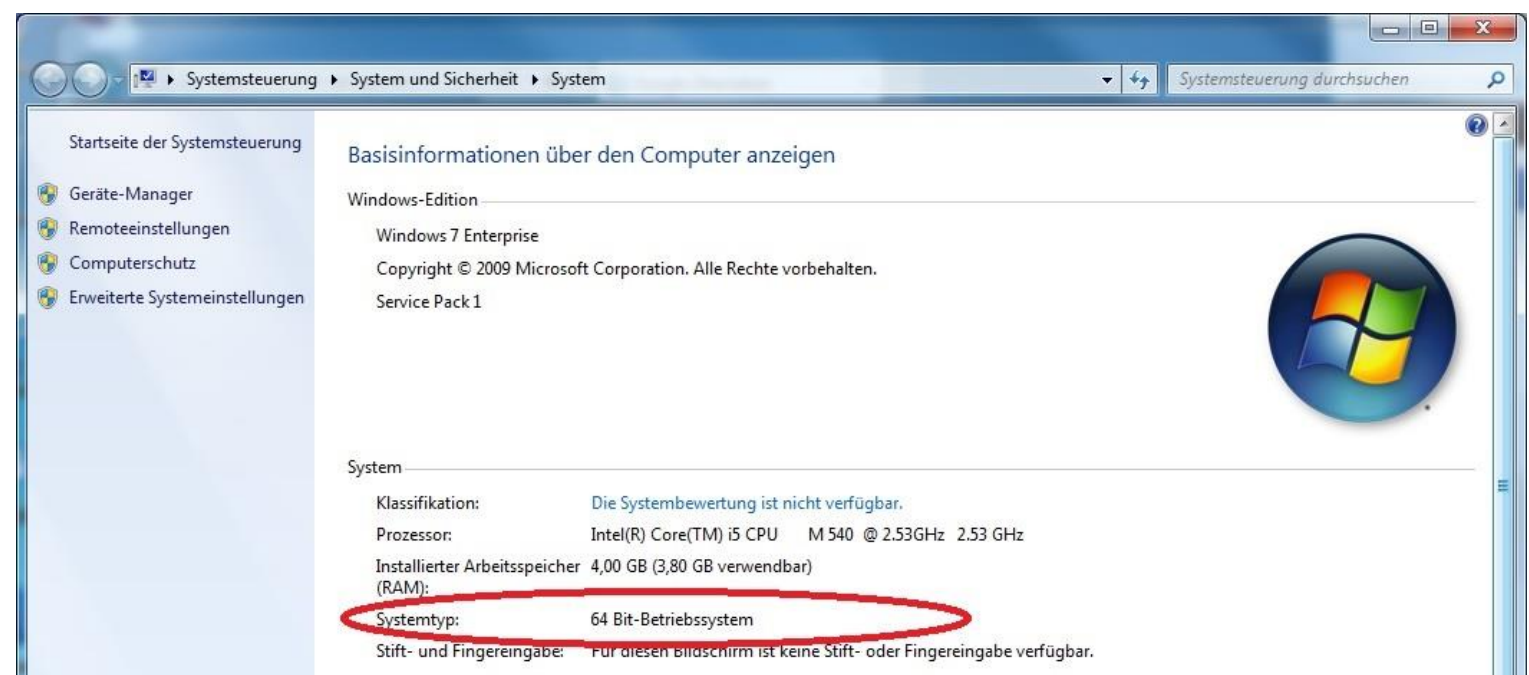 Systemsteuerung ▸ System und Sicherheit ▸ System
Systemsteuerung durchsuchen
Startseite der Systemsteuerung
Geräte-Manager
Remoteeinstellungen
Computerschutz
Erweiterte Systemeinstellungen
Basisinformationen über den Computer anzeigen
Windows-Edition
Windows 7 Enterprise
Copyright © 2009 Microsoft Corporation. Alle Rechte vorbehalten.
Service Pack 1
System
Klassifikation: Die Systembewertung ist nicht verfügbar.
Prozessor: Intel(R) Core(TM) i5 CPU M 540 @ 2.53GHz 2.53 GHz
Installierter Arbeitsspeicher 4,00 GB (3,80 GB verwendbar)
(RAM):
Systemtyp: 64 Bit-Betriebssystem
Stift- und Fingereingabe: Für diesen Bildschirm ist keine Stift- oder Fingereingabe verfügbar.